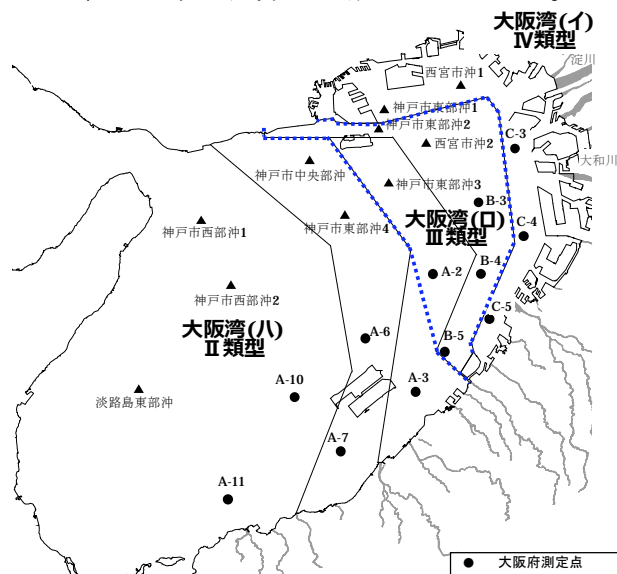 大阪湾(イ)
Ⅳ類型
淀川
西宮市沖1
神戸市東部沖1
神戸市東部沖2
C-3
西宮市沖2
大和川
神戸市中央部沖
神戸市東部沖3
B-3
大阪湾(ロ)
Ⅲ類型
神戸市東部沖4
神戸市西部沖1
C-4
A-2
B-4
神戸市西部沖2
大阪湾(ハ)
Ⅱ類型
C-5
A-6
B-5
淡路島東部沖
A-10
A-3
A-7
A-11
大阪府測定点